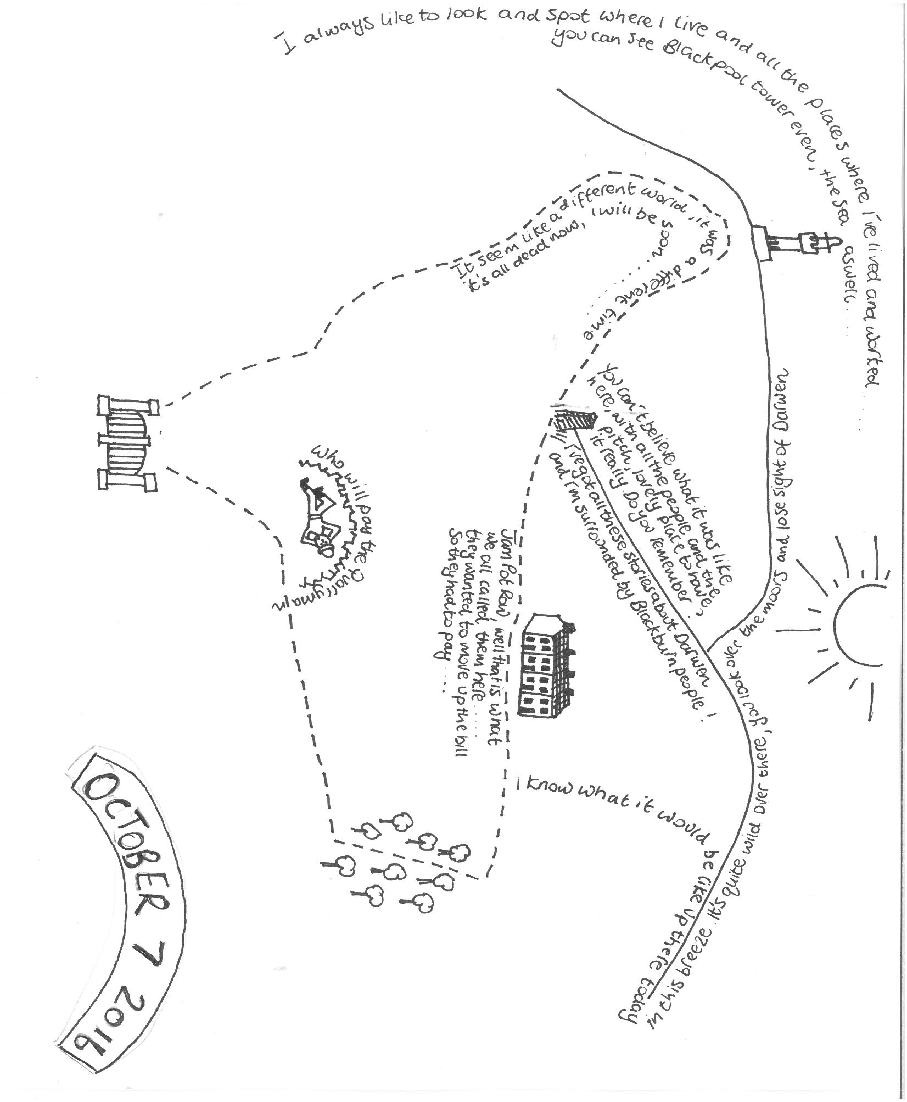 I always like to look and spot where I live and all the places where I've lived and worked.....
you can see Blackpool tower even, the sea aswell.....
It seem like a different world, it was a different time
it's all dead now, I will be soon...........
You can't believe what it was like
here, with all the people and the
pitch, lovely place to have
it really. Do you remember?
I've got all these stories about Darwen
and I'm surrounded by Blackburn people!
in this breeze. it's quite wild over there, you look over the moors and lose sight of Darwen
I know what it would be like up there today
Jam Pot Row, well that is what
we all called them here.....
they wanted to move up the hill
So they had to pay....
who will pay the Quarryman
OCTOBER 7 2016